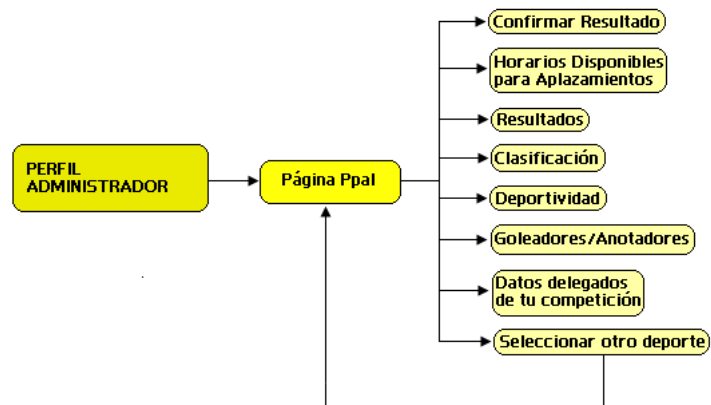 Confirmar Resultado
Horarios Disponibles
para Aplazamientos
Resultados
PERFIL
ADMINISTRADOR
Página Ppal
Clasificación
Deportividad
Goleadores/Anotadores
Datos delegados
de tu competición
Seleccionar otro deporte